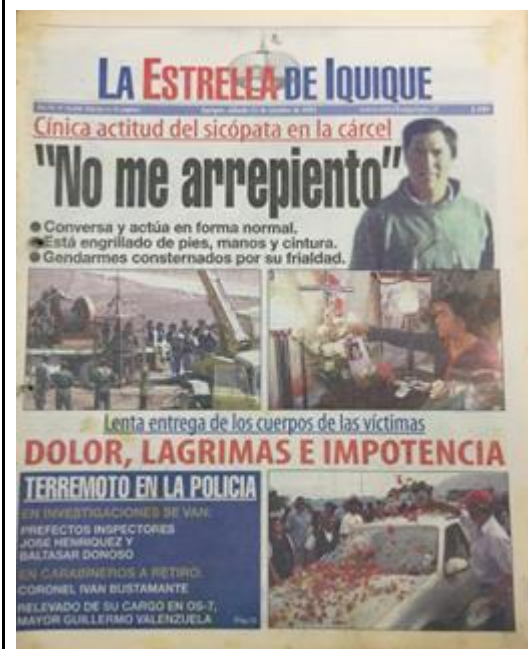 LA ESTRELLA DE IQUIQUE
Cínica actitud del sicópata en la cárcel
"No me arrepiento"
Conversa y actúa en forma normal.
Está engrillado de pies, manos y cintura.
Gendarmes consternados por su frialdad.
Lenta entrega de los cuerpos de las víctimas
DOLOR, LAGRIMAS E IMPOTENCIA
TERREMOTO EN LA POLICIA
EN INVESTIGACIONES SE VAN:
PREFECTOS INSPECTORES
JOSE HENRIQUEZ Y
BALTASAR DONOSO
EN CARABINEROS A RETIRO:
CORONEL IVAN BUSTAMANTE
RELEVADO DE SU CARGO EN OS-7,
MAYOR GUILLERMO VALENZUELA